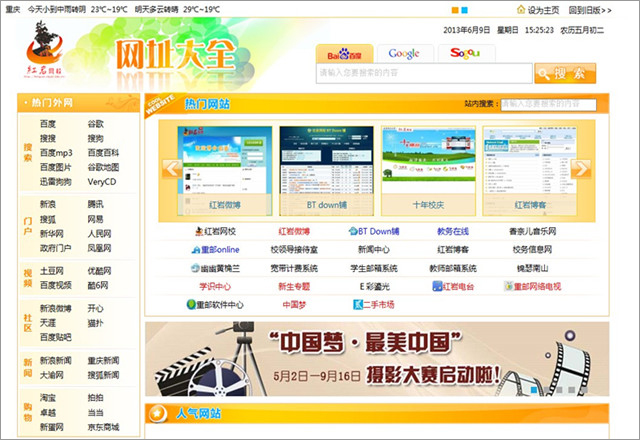 重庆 今天小到中雨转阴 23℃~19℃ 明天多云转晴 29℃~19℃
设为主页 回到旧版>>
2013年6月9日 星期日 15:25:23 农历五月初二
红岩网校
网址大全
Bai 百度 Google Sogou
请输入您要搜索的内容 搜 索
热门外网
搜索
百度 谷歌
搜搜 搜狗
百度mp3 百度百科
百度图片 谷歌地图
迅雷狗狗 VeryCD
门户
新浪 腾讯
搜狐 网易
新华网 人民网
政府门户 凤凰网
视频
土豆网 优酷网
百度视频 酷6网
社区
新浪微博 开心
天涯 猫扑
百度贴吧
新闻
新浪新闻 重庆新闻
大渝网 搜狐新闻
购物
淘宝 拍拍
卓越 当当
新蛋网 京东商城
COOL WEBSITE
热门网站
站内搜索: 请输入您要搜索的内容
红岩微博 BT down铺 十年校庆 红岩博客
红岩网校 红岩微博 BT Down铺 教务在线 香奈儿音乐网
重邮online 校领导接待室 新闻中心 红岩博客 校务信息网
幽幽黄桷兰 宽带计费系统 学生邮箱系统 教师邮箱系统 锦瑟南山
学识中心 新生专题 E彩鎏光 红岩电台 重邮网络电视
重邮软件中心 中国梦 二手市场
“中国梦·最美中国”
5月2日—9月16日 摄影大赛启动啦!
人气网站